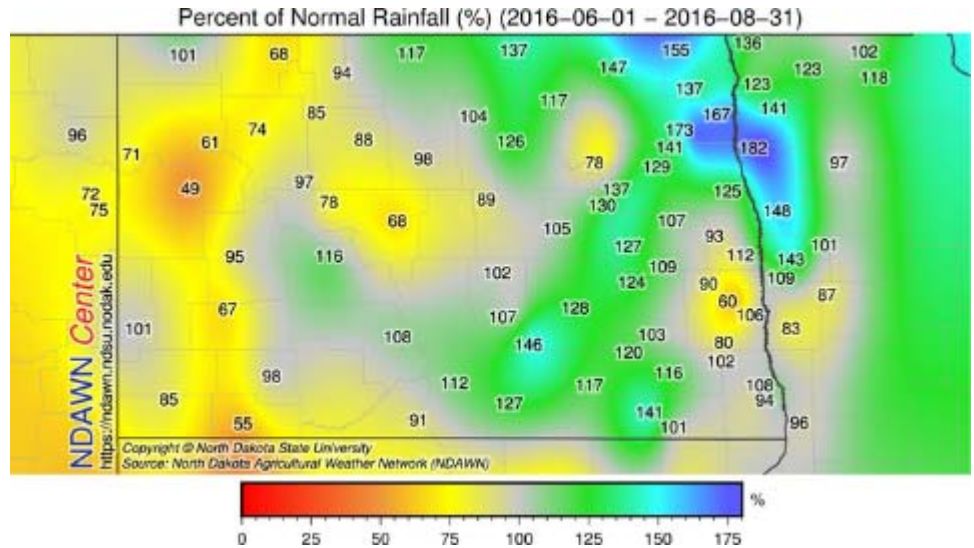 Percent of Normal Rainfall (%) (2016–06–01 – 2016–08–31)
101 68 117 137 155 136 102
94 147 123 118
137 123
85 117 167 141
96 74 104 173
71 61 88 126 141 182
98 78 129 97
49 97 137 125
72 78 89 130 148
75 68 105 107
93 101
95 116 127 112 143
102 109 109
124 90 87
67 128 60
101 107 106 83
108 146 103 80
120 102
98 112 117 116 108
85 127 94
55 91 141 96
101
NDAWN Center
https://ndawn.ndsu.nodak.edu
Copyright © North Dakota State University
Source: North Dakota Agricultural Weather Network (NDAWN)
%
0 25 50 75 100 125 150 175